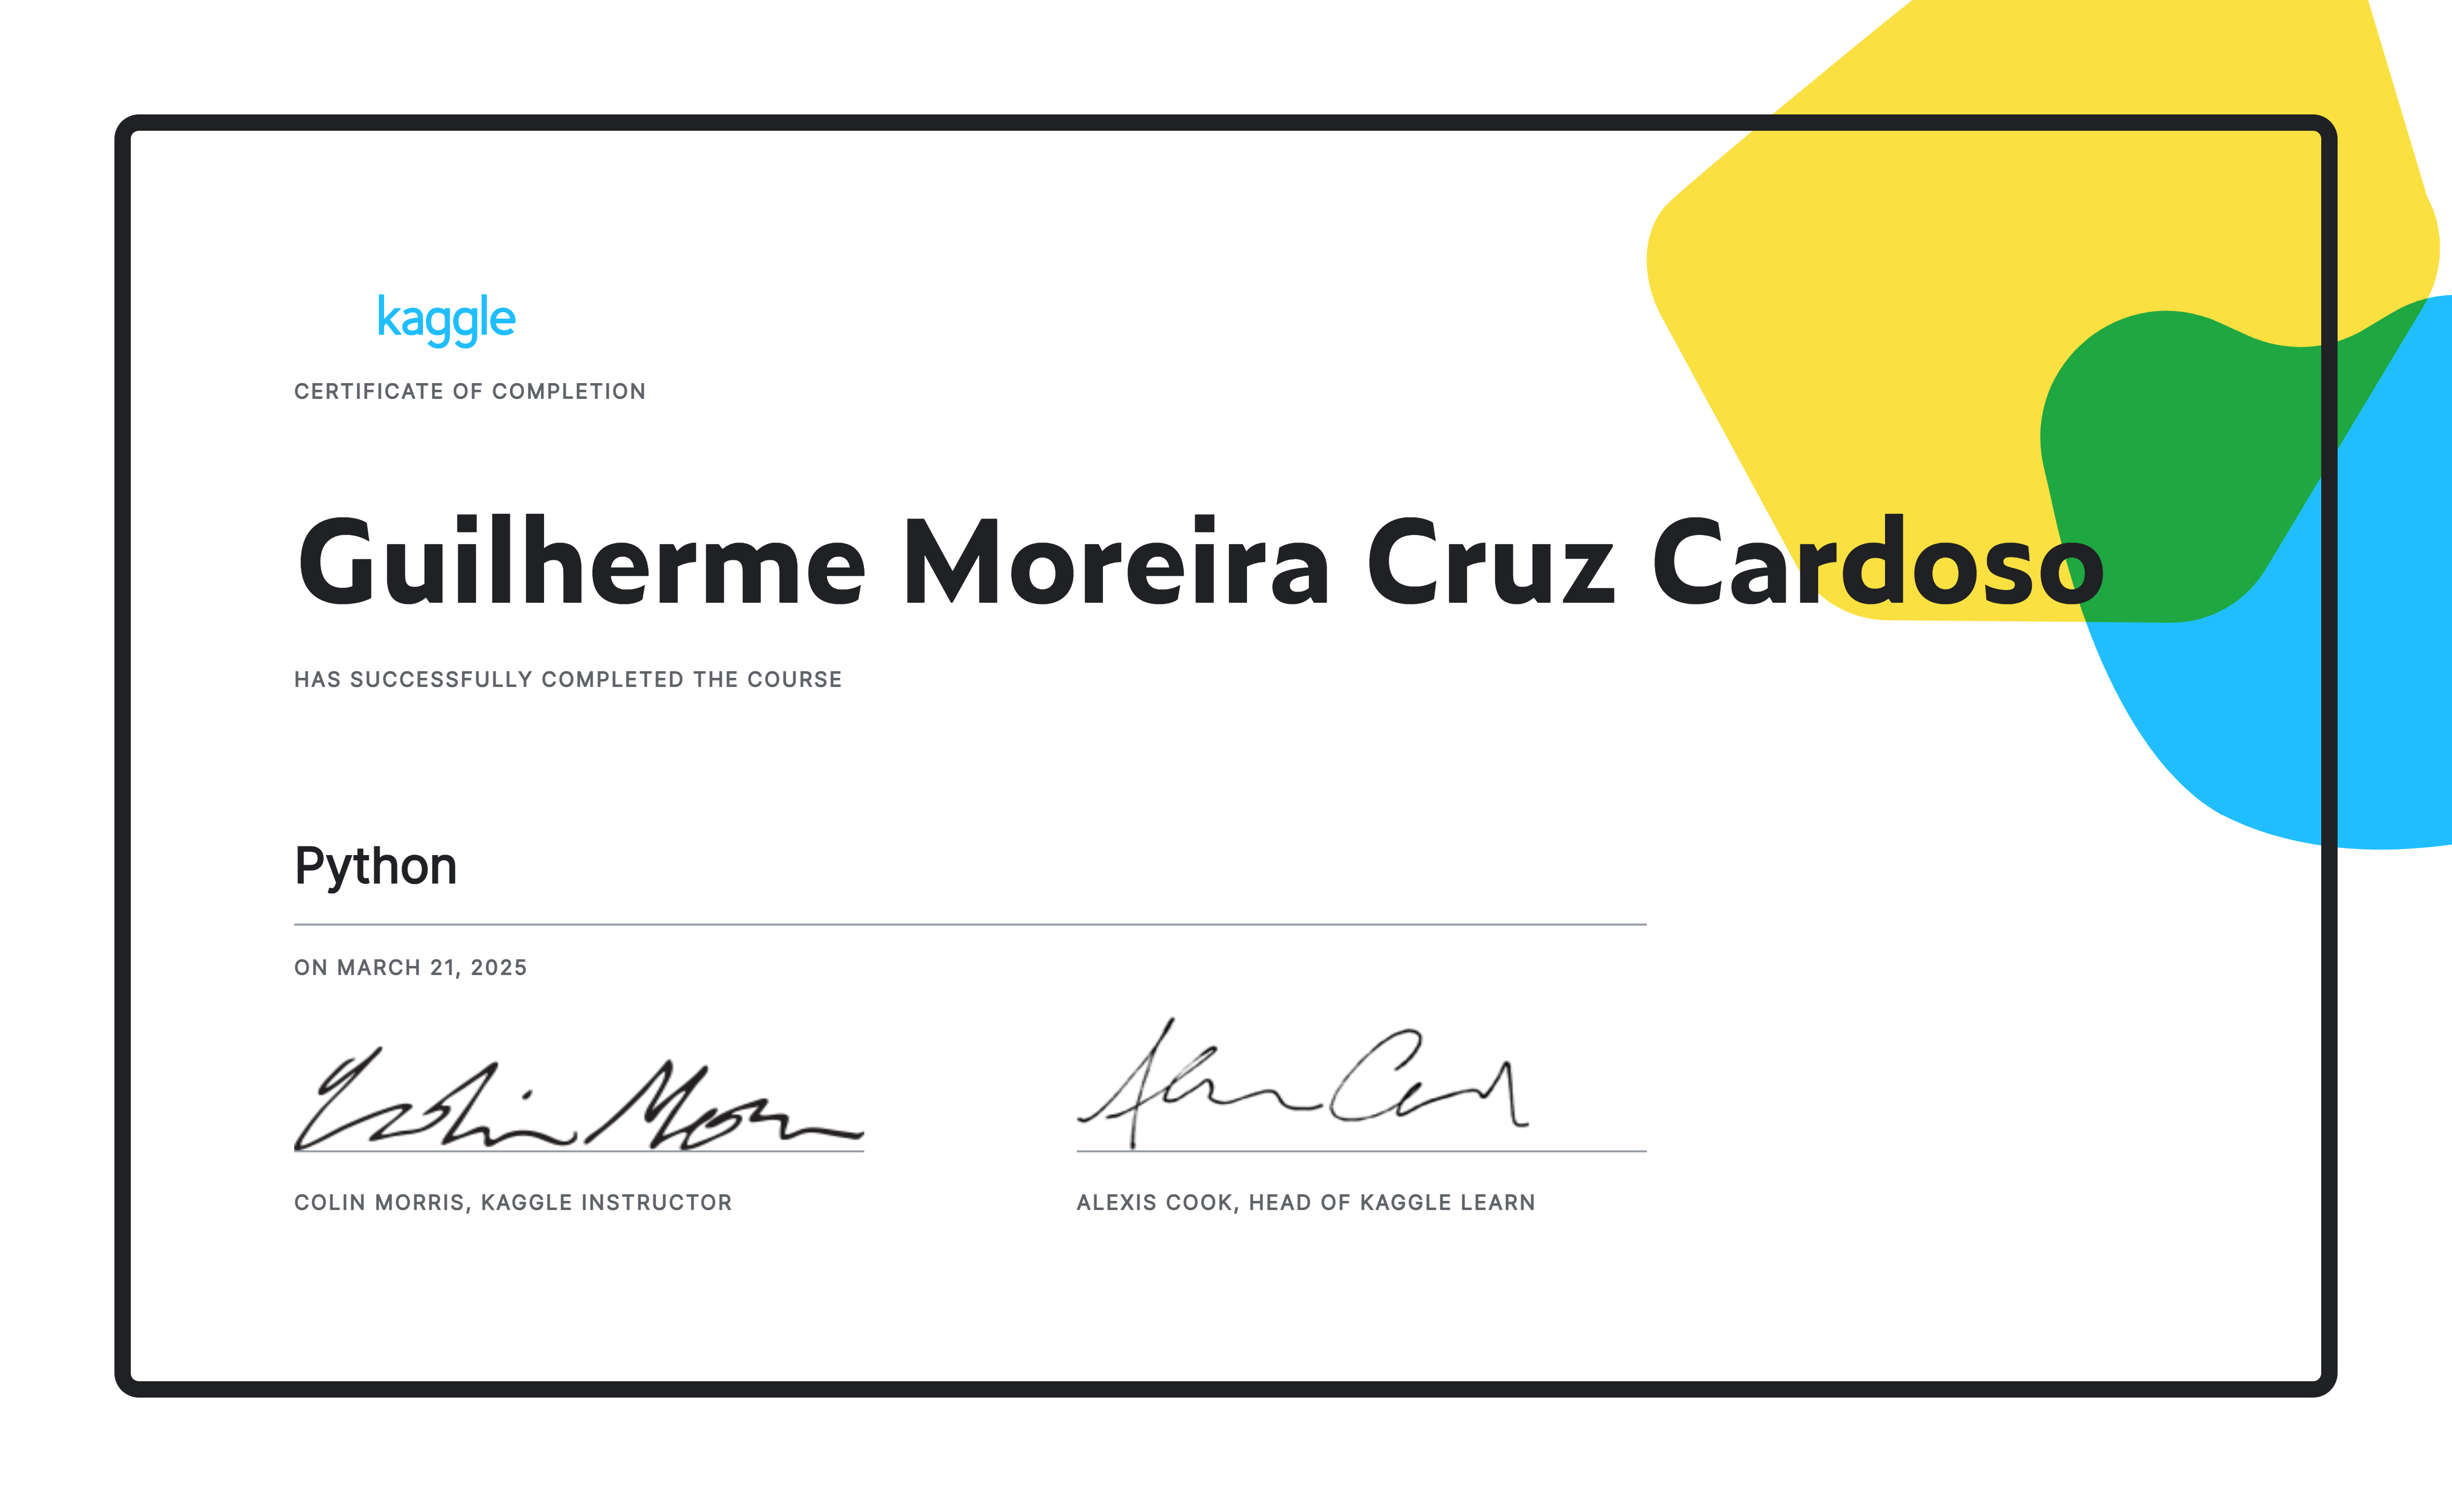 kaggle
CERTIFICATE OF COMPLETION
Guilherme Moreira Cruz Cardoso
HAS SUCCESSFULLY COMPLETED THE COURSE
Python
ON MARCH 21, 2025
COLIN MORRIS, KAGGLE INSTRUCTOR
ALEXIS COOK, HEAD OF KAGGLE LEARN